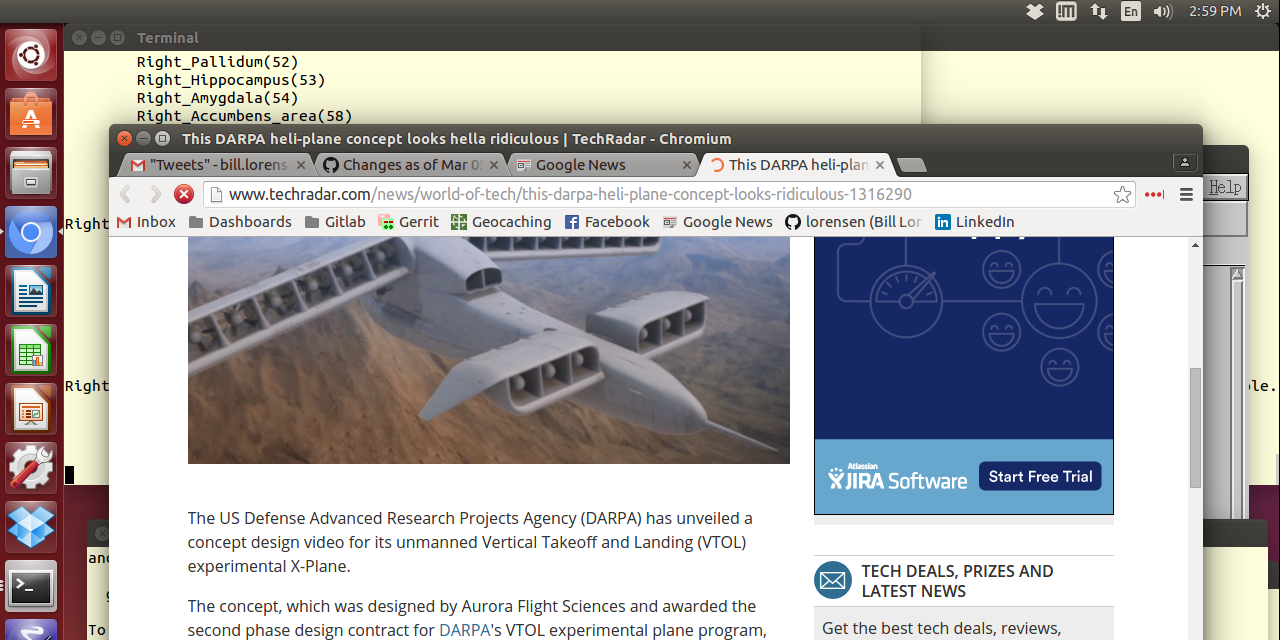 En
2:59 PM
Terminal
Right_Pallidum(52)
Right_Hippocampus(53)
Right_Amygdala(54)
Right_Accumbens_area(58)
This DARPA heli-plane concept looks hella ridiculous | TechRadar - Chromium
"Tweets" - bill.lorens
Changes as of Mar 0
Google News
This DARPA heli-plan
www.techradar.com/news/world-of-tech/this-darpa-heli-plane-concept-looks-ridiculous-1316290
Help
Inbox
Dashboards
Gitlab
Gerrit
Geocaching
Facebook
Google News
lorensen (Bill Lor
LinkedIn
Right
Right
ole.
Atlassian
JIRA Software
Start Free Trial
The US Defense Advanced Research Projects Agency (DARPA) has unveiled a
concept design video for its unmanned Vertical Takeoff and Landing (VTOL)
experimental X-Plane.
The concept, which was designed by Aurora Flight Sciences and awarded the
second phase design contract for DARPA's VTOL experimental plane program,
TECH DEALS, PRIZES AND
LATEST NEWS
Get the best tech deals, reviews,
and
g
To